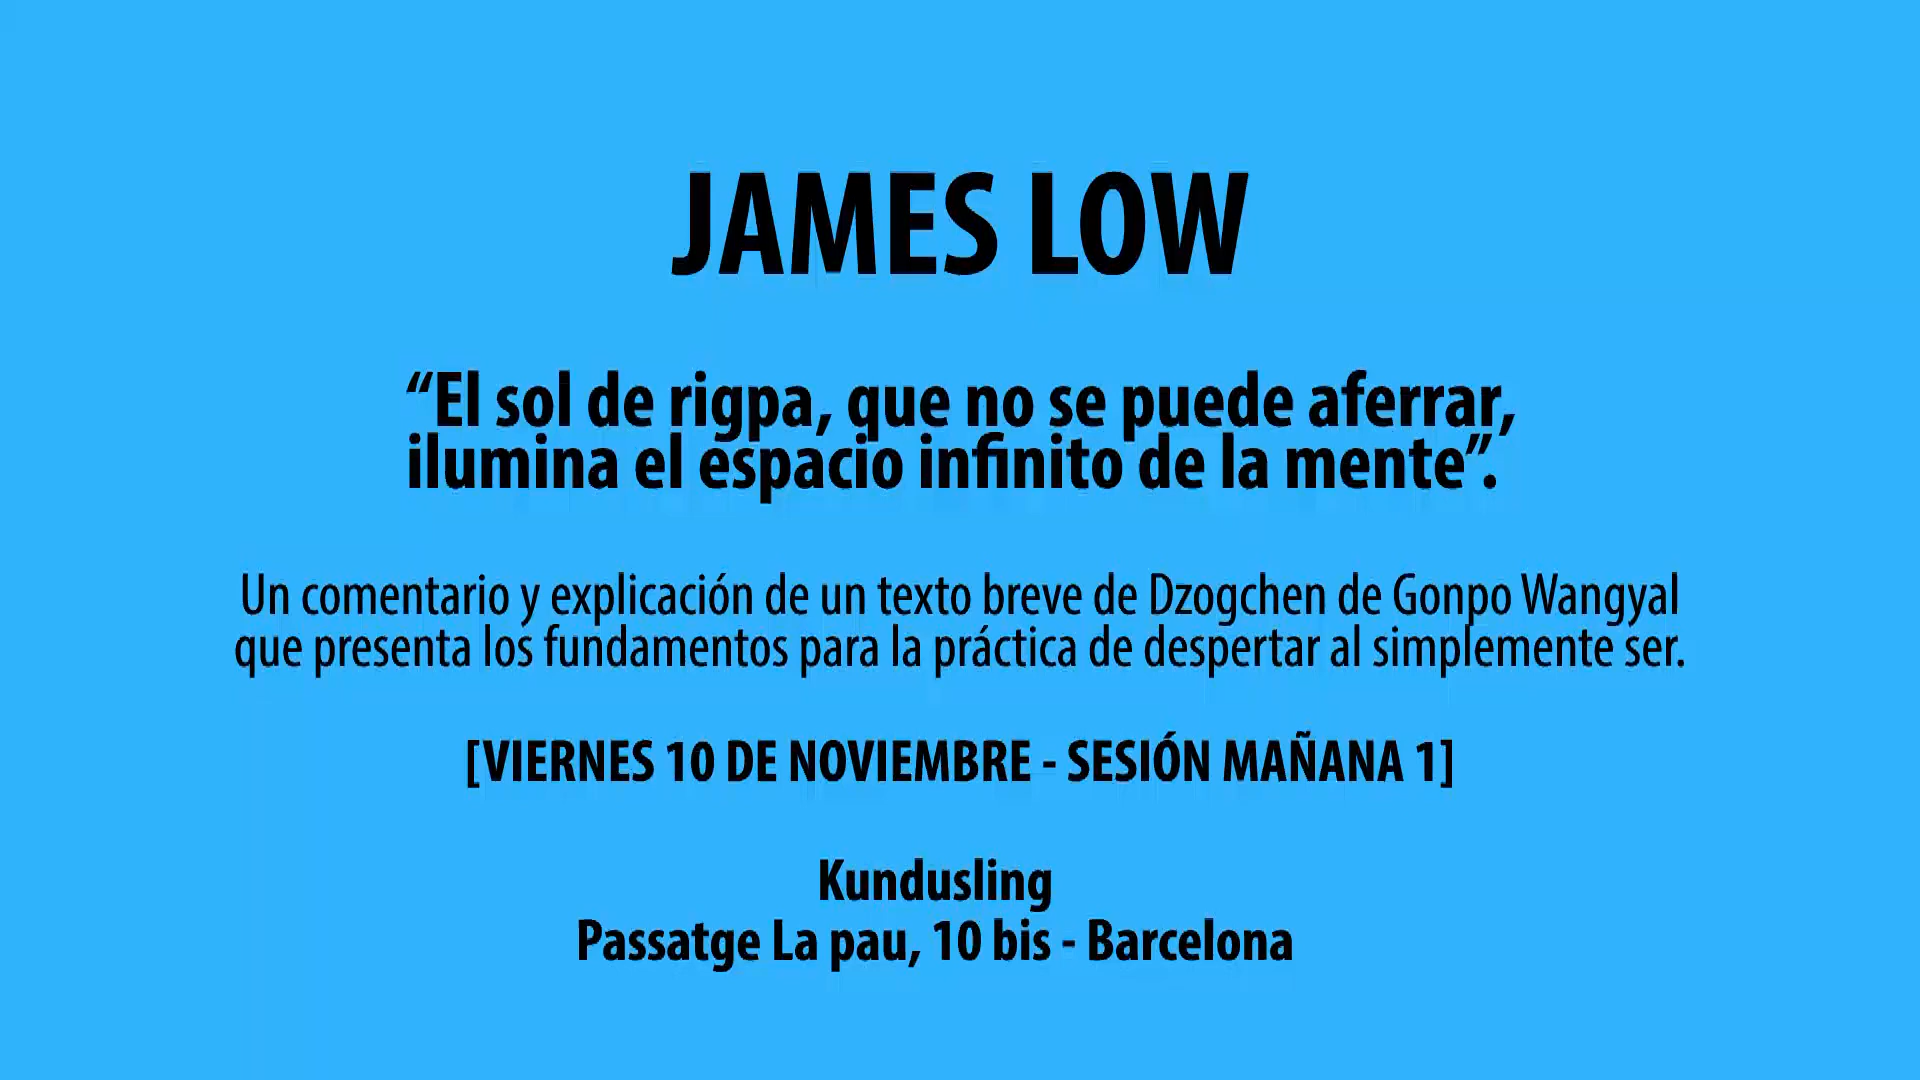 JAMES LOW
“El sol de rigpa, que no se puede aferrar,
ilumina el espacio infinito de la mente”.
Un comentario y explicación de un texto breve de Dzogchen de Gonpo Wangyal
que presenta los fundamentos para la práctica de despertar al simplemente ser.
[VIERNES 10 DE NOVIEMBRE - SESIÓN MAÑANA 1]
Kundusling
Passatge La pau, 10 bis - Barcelona